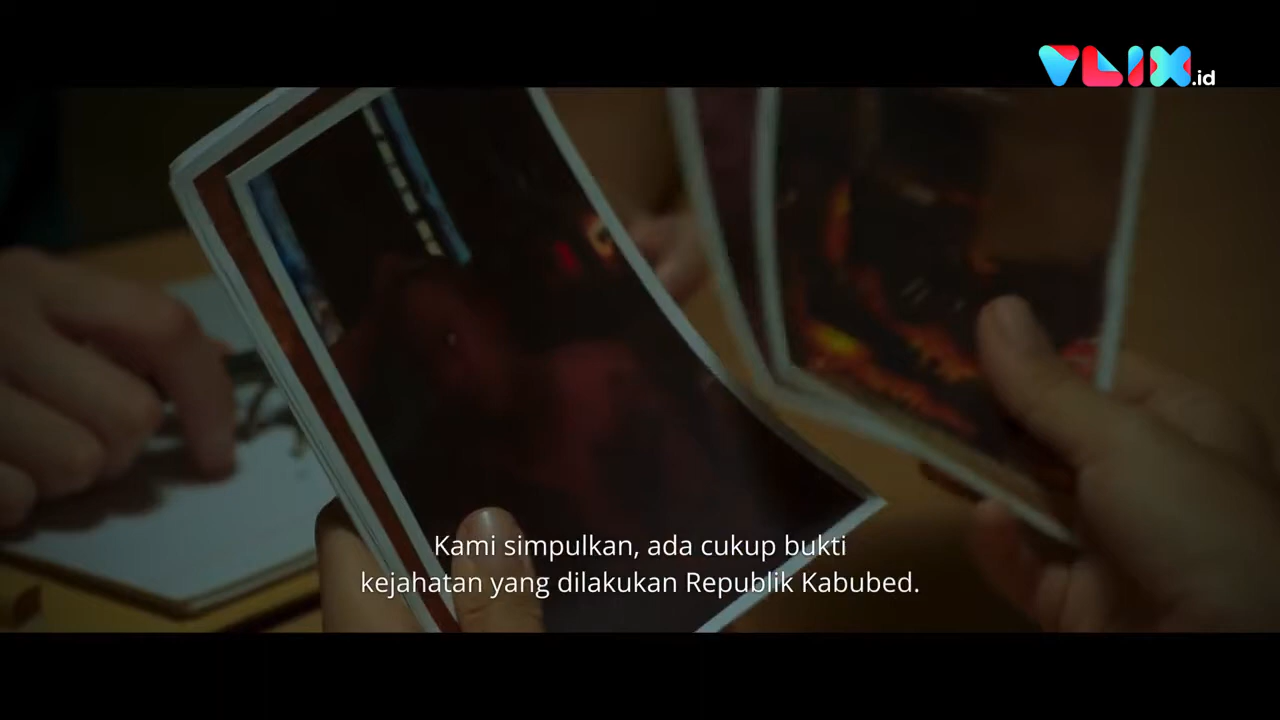 VLIX.id
Kami simpulkan, ada cukup bukti
kejahatan yang dilakukan Republik Kabubed.